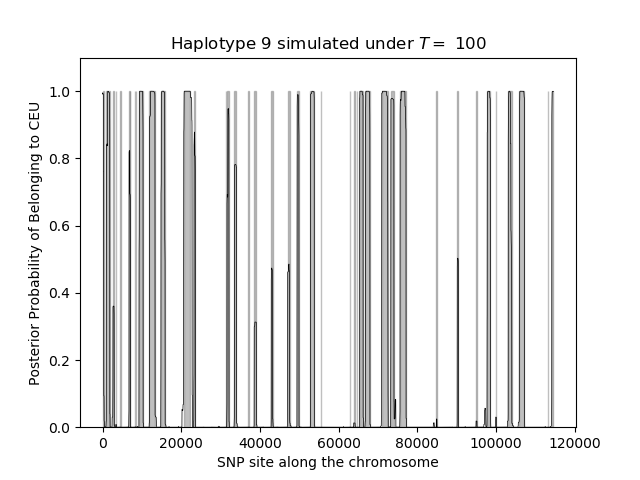 Haplotype 9 simulated under T = 100
Posterior Probability of Belonging to CEU
1.0
0.8
0.6
0.4
0.2
0.0
0 20000 40000 60000 80000 100000 120000
SNP site along the chromosome